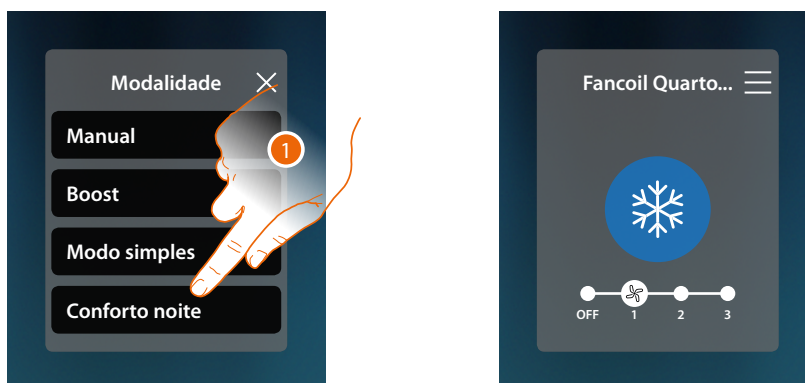 Modalidade
Manual
1
Boost
Modo simples
Conforto noite
Fancoil Quarto...
OFF 1 2 3